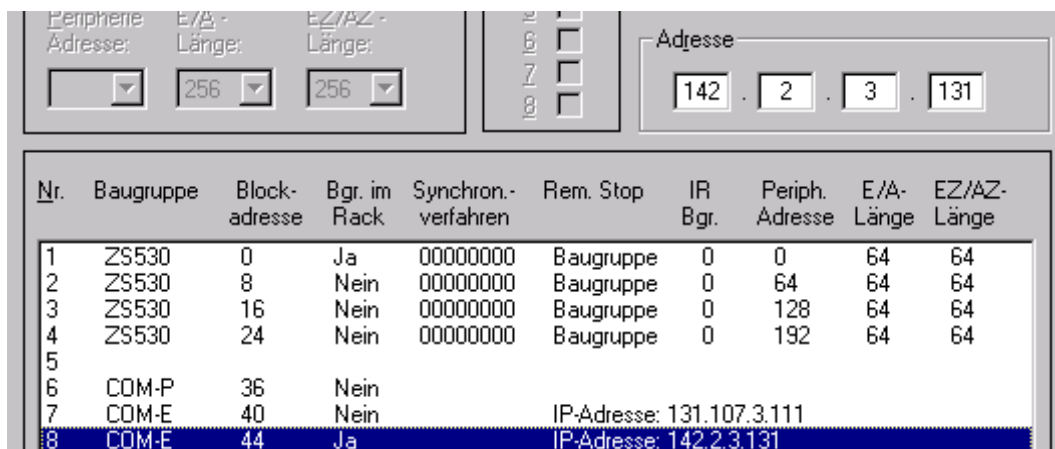 Peripherie E/A - EZ/AZ -
Adresse: Länge: Länge:
256 256
5
6
7
8
Adresse
142 . 2 . 3 . 131
Nr. Baugruppe Block- Bgr. im Synchron.- Rem. Stop IR Periph. E/A- EZ/AZ-
adresse Rack verfahren Bgr. Adresse Länge Länge
1 ZS530 0 Ja 00000000 Baugruppe 0 0 64 64
2 ZS530 8 Nein 00000000 Baugruppe 0 64 64 64
3 ZS530 16 Nein 00000000 Baugruppe 0 128 64 64
4 ZS530 24 Nein 00000000 Baugruppe 0 192 64 64
5
6 COM-P 36 Nein
7 COM-E 40 Nein IP-Adresse: 131.107.3.111
8 COM-E 44 Ja IP-Adresse: 142.2.3.131